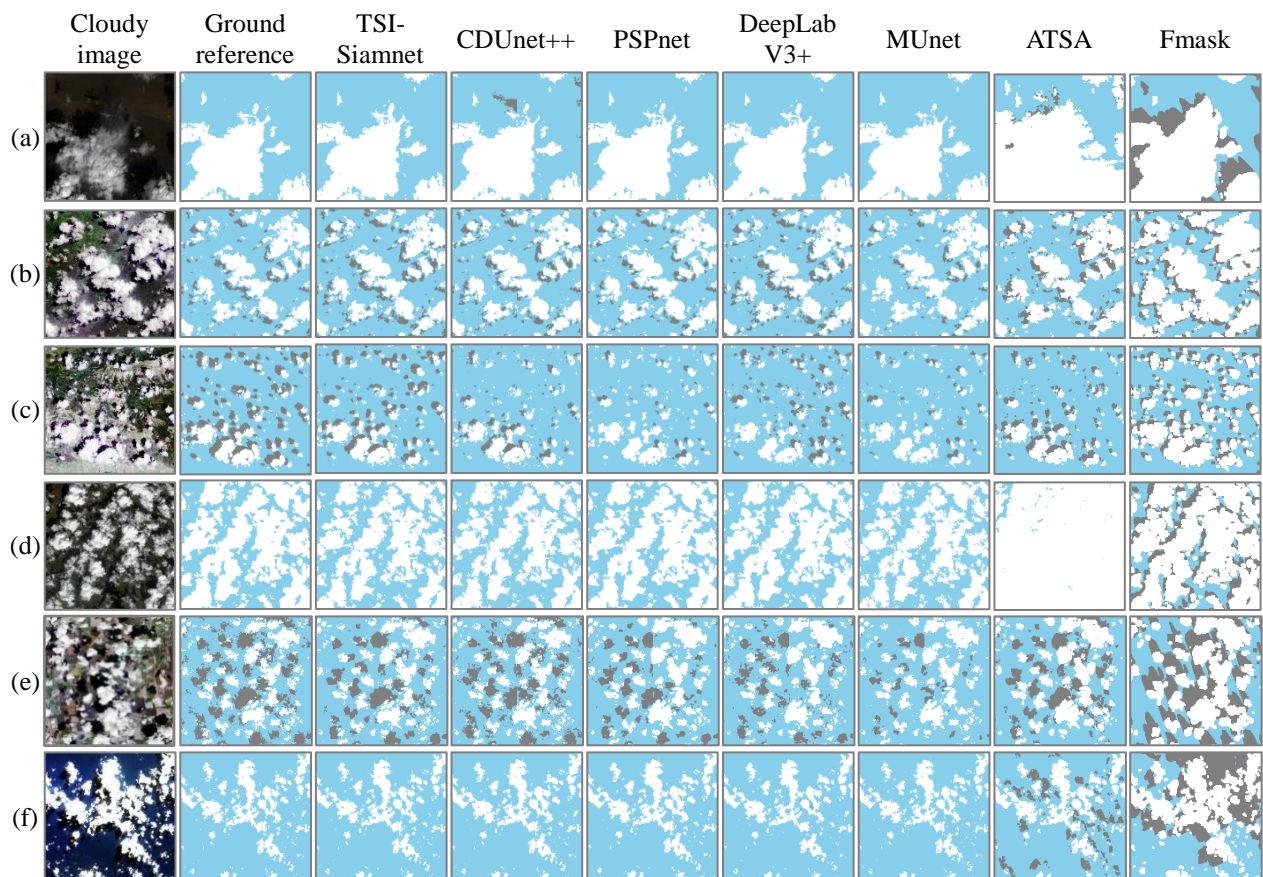 Cloudy image
Ground reference
TSI-Siamnet
CDUnet++
PSPnet
DeepLab V3+
MUnet
ATSA
Fmask
(a)
(b)
(c)
(d)
(e)
(f)